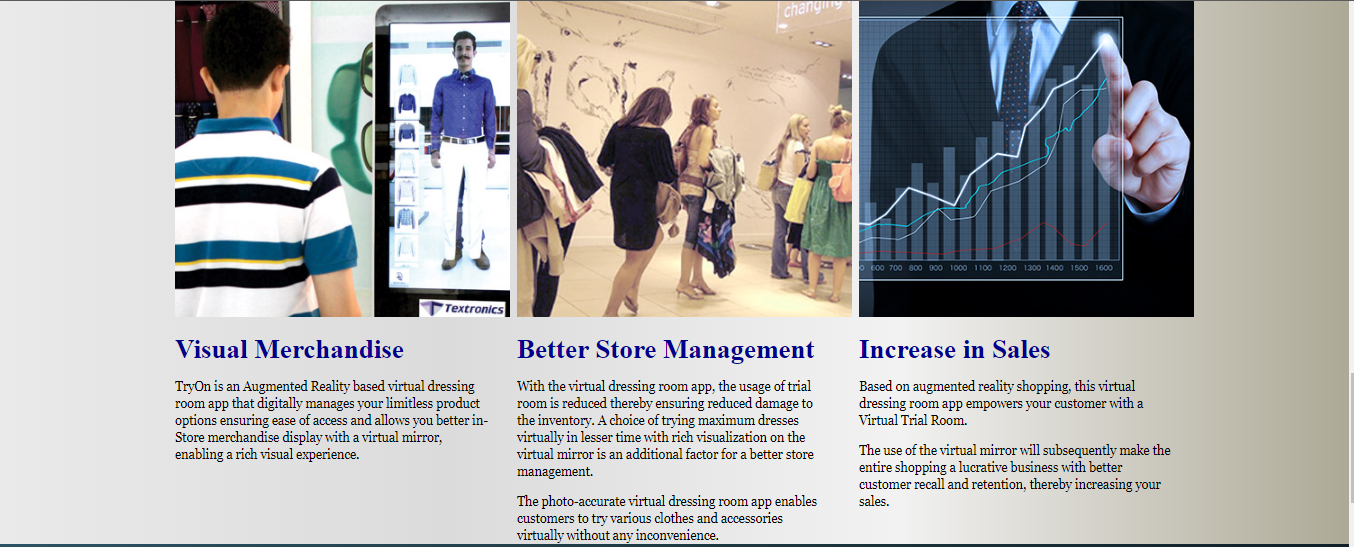 changing
Textronics
600 700 800 900 1000 1100 1200 1300 1400 1500 1600
Visual Merchandise
TryOn is an Augmented Reality based virtual dressing
room app that digitally manages your limitless product
options ensuring ease of access and allows you better in-
Store merchandise display with a virtual mirror,
enabling a rich visual experience.
Better Store Management
With the virtual dressing room app, the usage of trial
room is reduced thereby ensuring reduced damage to
the inventory. A choice of trying maximum dresses
virtually in lesser time with rich visualization on the
virtual mirror is an additional factor for a better store
management.
The photo-accurate virtual dressing room app enables
customers to try various clothes and accessories
virtually without any inconvenience.
Increase in Sales
Based on augmented reality shopping, this virtual
dressing room app empowers your customer with a
Virtual Trial Room.
The use of the virtual mirror will subsequently make the
entire shopping a lucrative business with better
customer recall and retention, thereby increasing your
sales.